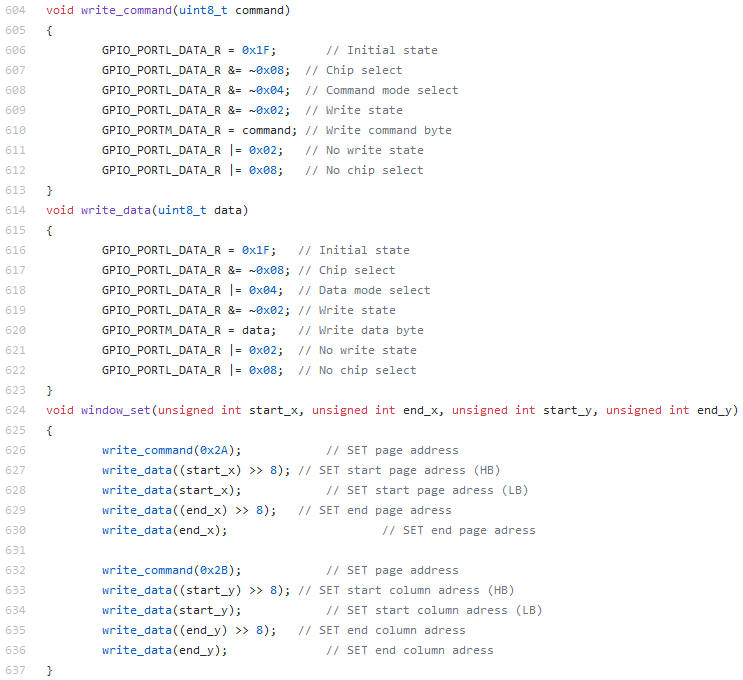 604 void write_command(uint8_t command)
605 {
606 GPIO_PORTL_DATA_R = 0x1F; // Initial state
607 GPIO_PORTL_DATA_R &= ~0x08; // Chip select
608 GPIO_PORTL_DATA_R &= ~0x04; // Command mode select
609 GPIO_PORTL_DATA_R &= ~0x02; // Write state
610 GPIO_PORTM_DATA_R = command; // Write command byte
611 GPIO_PORTL_DATA_R |= 0x02; // No write state
612 GPIO_PORTL_DATA_R |= 0x08; // No chip select
613 }
614 void write_data(uint8_t data)
615 {
616 GPIO_PORTL_DATA_R = 0x1F; // Initial state
617 GPIO_PORTL_DATA_R &= ~0x08; // Chip select
618 GPIO_PORTL_DATA_R |= 0x04; // Data mode select
619 GPIO_PORTL_DATA_R &= ~0x02; // Write state
620 GPIO_PORTM_DATA_R = data; // Write data byte
621 GPIO_PORTL_DATA_R |= 0x02; // No write state
622 GPIO_PORTL_DATA_R |= 0x08; // No chip select
623 }
624 void window_set(unsigned int start_x, unsigned int end_x, unsigned int start_y, unsigned int end_y)
625 {
626 write_command(0x2A); // SET page address
627 write_data((start_x) >> 8); // SET start page adress (HB)
628 write_data(start_x); // SET start page adress (LB)
629 write_data((end_x) >> 8); // SET end page adress
630 write_data(end_x); // SET end page adress
631
632 write_command(0x2B); // SET page address
633 write_data((start_y) >> 8); // SET start column adress (HB)
634 write_data(start_y); // SET start column adress (LB)
635 write_data((end_y) >> 8); // SET end column adress
636 write_data(end_y); // SET end column adress
637 }